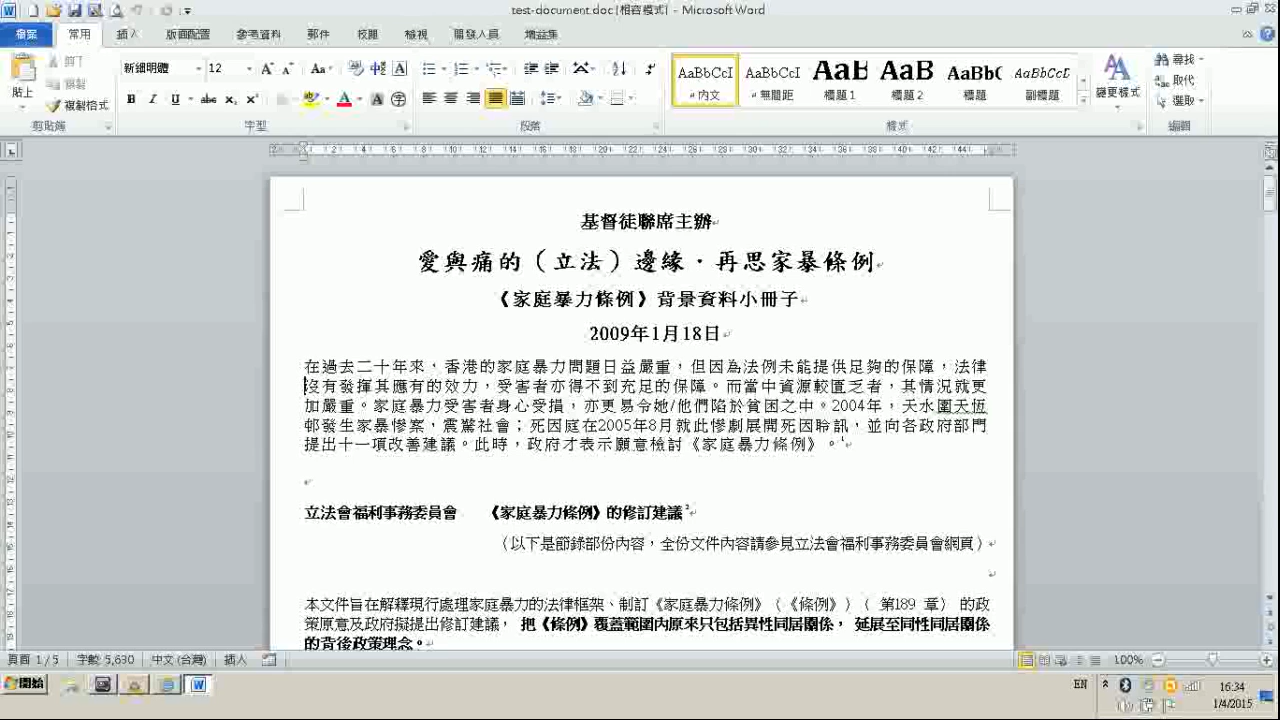 test-document.doc [相容模式] - Microsoft Word
檔案 常用 插入 版面配置 參考資料 郵件 校閱 檢視 開發人員 增益集
貼上 剪下 複製 複製格式 剪貼簿
新細明體 12 字型
段落
AaBbCcI 內文 AaBbCcI 無間距 標題 1 AaB 標題 2 AaBb( 標題 副標題 變更樣式 樣式
尋找 取代 選取 編輯
基督徒聯席主辦
愛與痛的(立法)邊緣‧再思家暴條例
《家庭暴力條例》背景資料小冊子
2009年1月18日
在過去二十年來,香港的家庭暴力問題日益嚴重,但因為法例未能提供足夠的保障,法律
沒有發揮其應有的效力,受害者亦得不到充足的保障。而當中資源較匱乏者,其情況就更
加嚴重。家庭暴力受害者身心受損,亦更易令她/他們陷於貧困之中。2004年,天水圍天恆
邨發生家暴慘案,震驚社會;死因庭在2005年8月就此慘劇展開死因聆訊,並向各政府部門
提出十一項改善建議。此時,政府才表示願意檢討《家庭暴力條例》。1
立法會福利事務委員會 《家庭暴力條例》的修訂建議2
(以下是節錄部份內容,全份文件內容請參見立法會福利事務委員會網頁)
本文件旨在解釋現行處理家庭暴力的法律框架、制訂《家庭暴力條例》(《條例》)( 第189 章) 的政
策原意及政府擬提出修訂建議, 把《條例》覆蓋範圍內原來只包括異性同居關係, 延展至同性同居關係
的背後政策理念。
頁面: 1/5 字數: 5,630 中文 (台灣) 插入 100%
開始 EN 16:34
1/4/2015